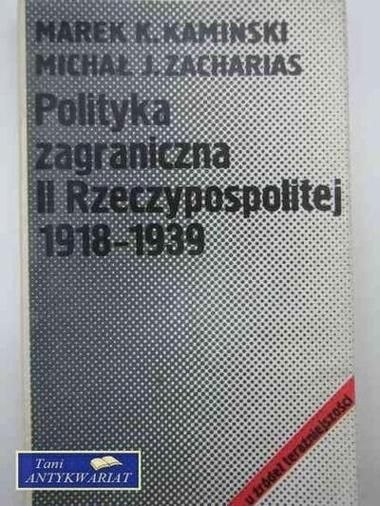 MAREK K. KAMIŃSKI
MICHAŁ J. ZACHARIAS
Polityka
zagraniczna
II Rzeczypospolitej
1918-1939
u źródeł teraźniejszości
Tani
ANTYKWARIAT